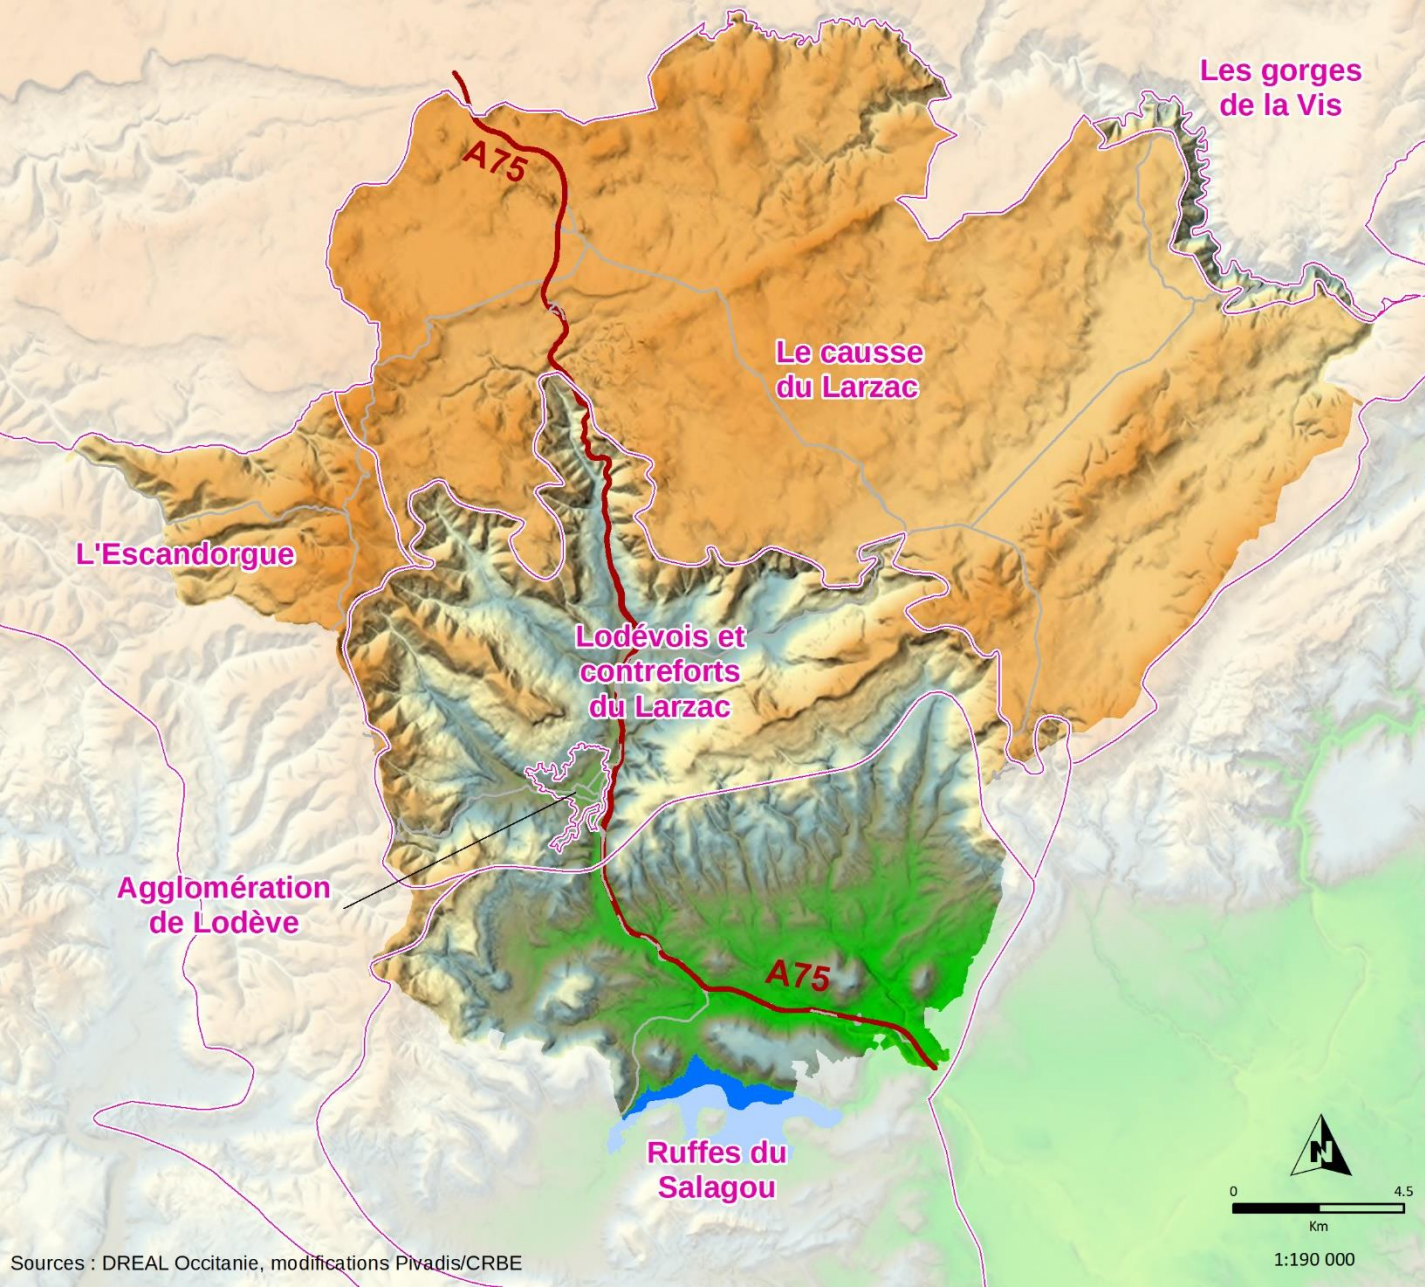 Les gorges
de la Vis
A75
Le causse
du Larzac
L'Escandorgue
Lodévois et
contreforts
du Larzac
Agglomération
de Lodève
A75
Ruffes du
Salagou
N
0 4.5
Km
1:190 000
Sources : DREAL Occitanie, modifications Pivadis/CRBE